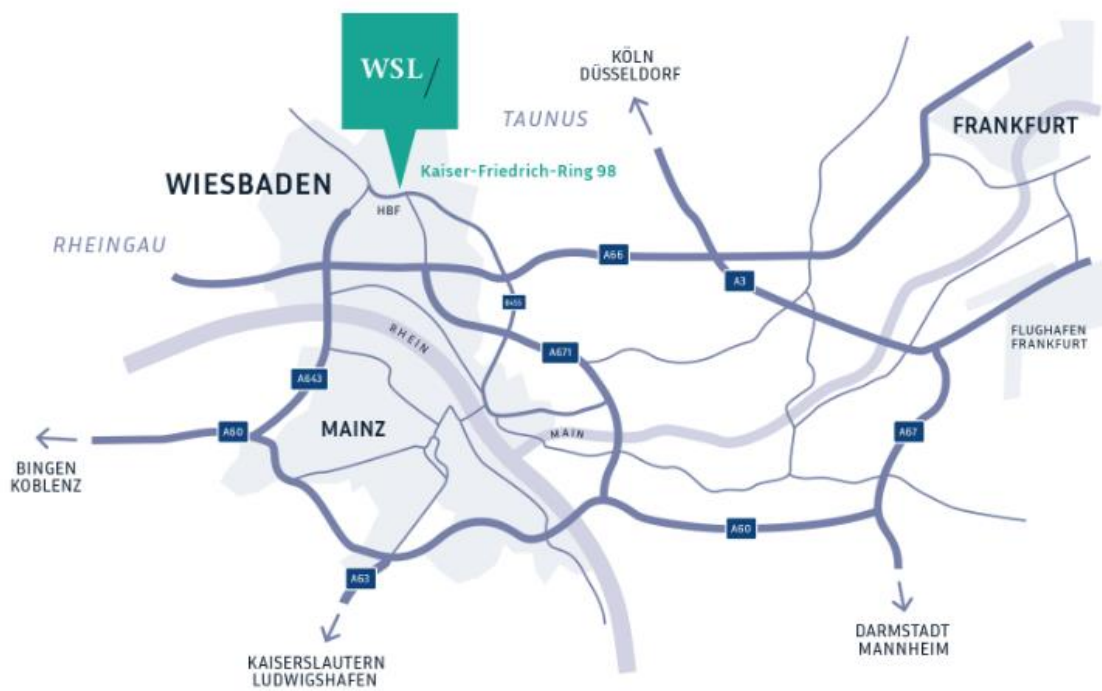 KÖLN
DÜSSELDORF
WSL/
TAUNUS
FRANKFURT
Kaiser-Friedrich-Ring 98
WIESBADEN
HBF
RHEINGAU
A66
A3
B455
RHEIN
FLUGHAFEN
FRANKFURT
A671
A643
MAINZ
A60
MAIN
A67
BINGEN
KOBLENZ
A60
A63
DARMSTADT
MANNHEIM
KAISERSLAUTERN
LUDWIGSHAFEN